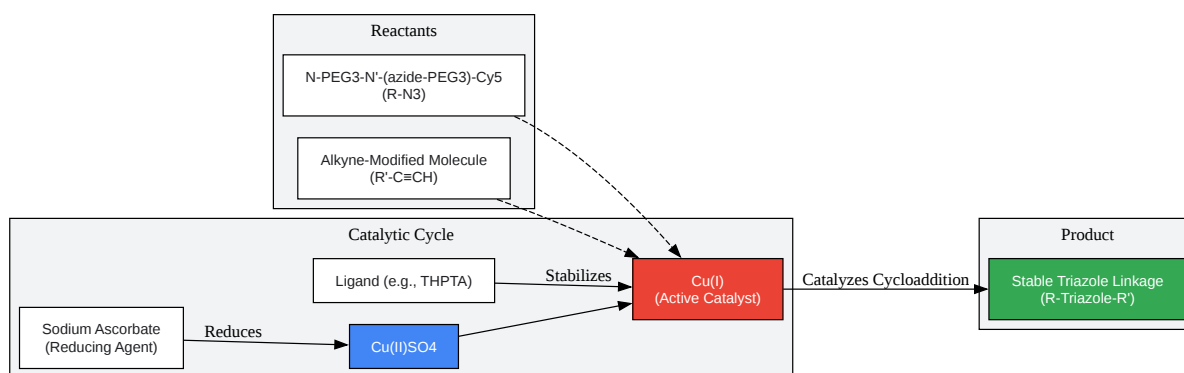 Reactants
N-PEG3-N'-(azide-PEG3)-Cy5
(R-N3)
Alkyne-Modified Molecule
(R'-C≡CH)
Catalytic Cycle
Product
Ligand (e.g., THPTA)
Stabilizes
Cu(I)
(Active Catalyst)
Catalyzes Cycloaddition
Stable Triazole Linkage
(R-Triazole-R')
Sodium Ascorbate
(Reducing Agent)
Reduces
Cu(II)SO4